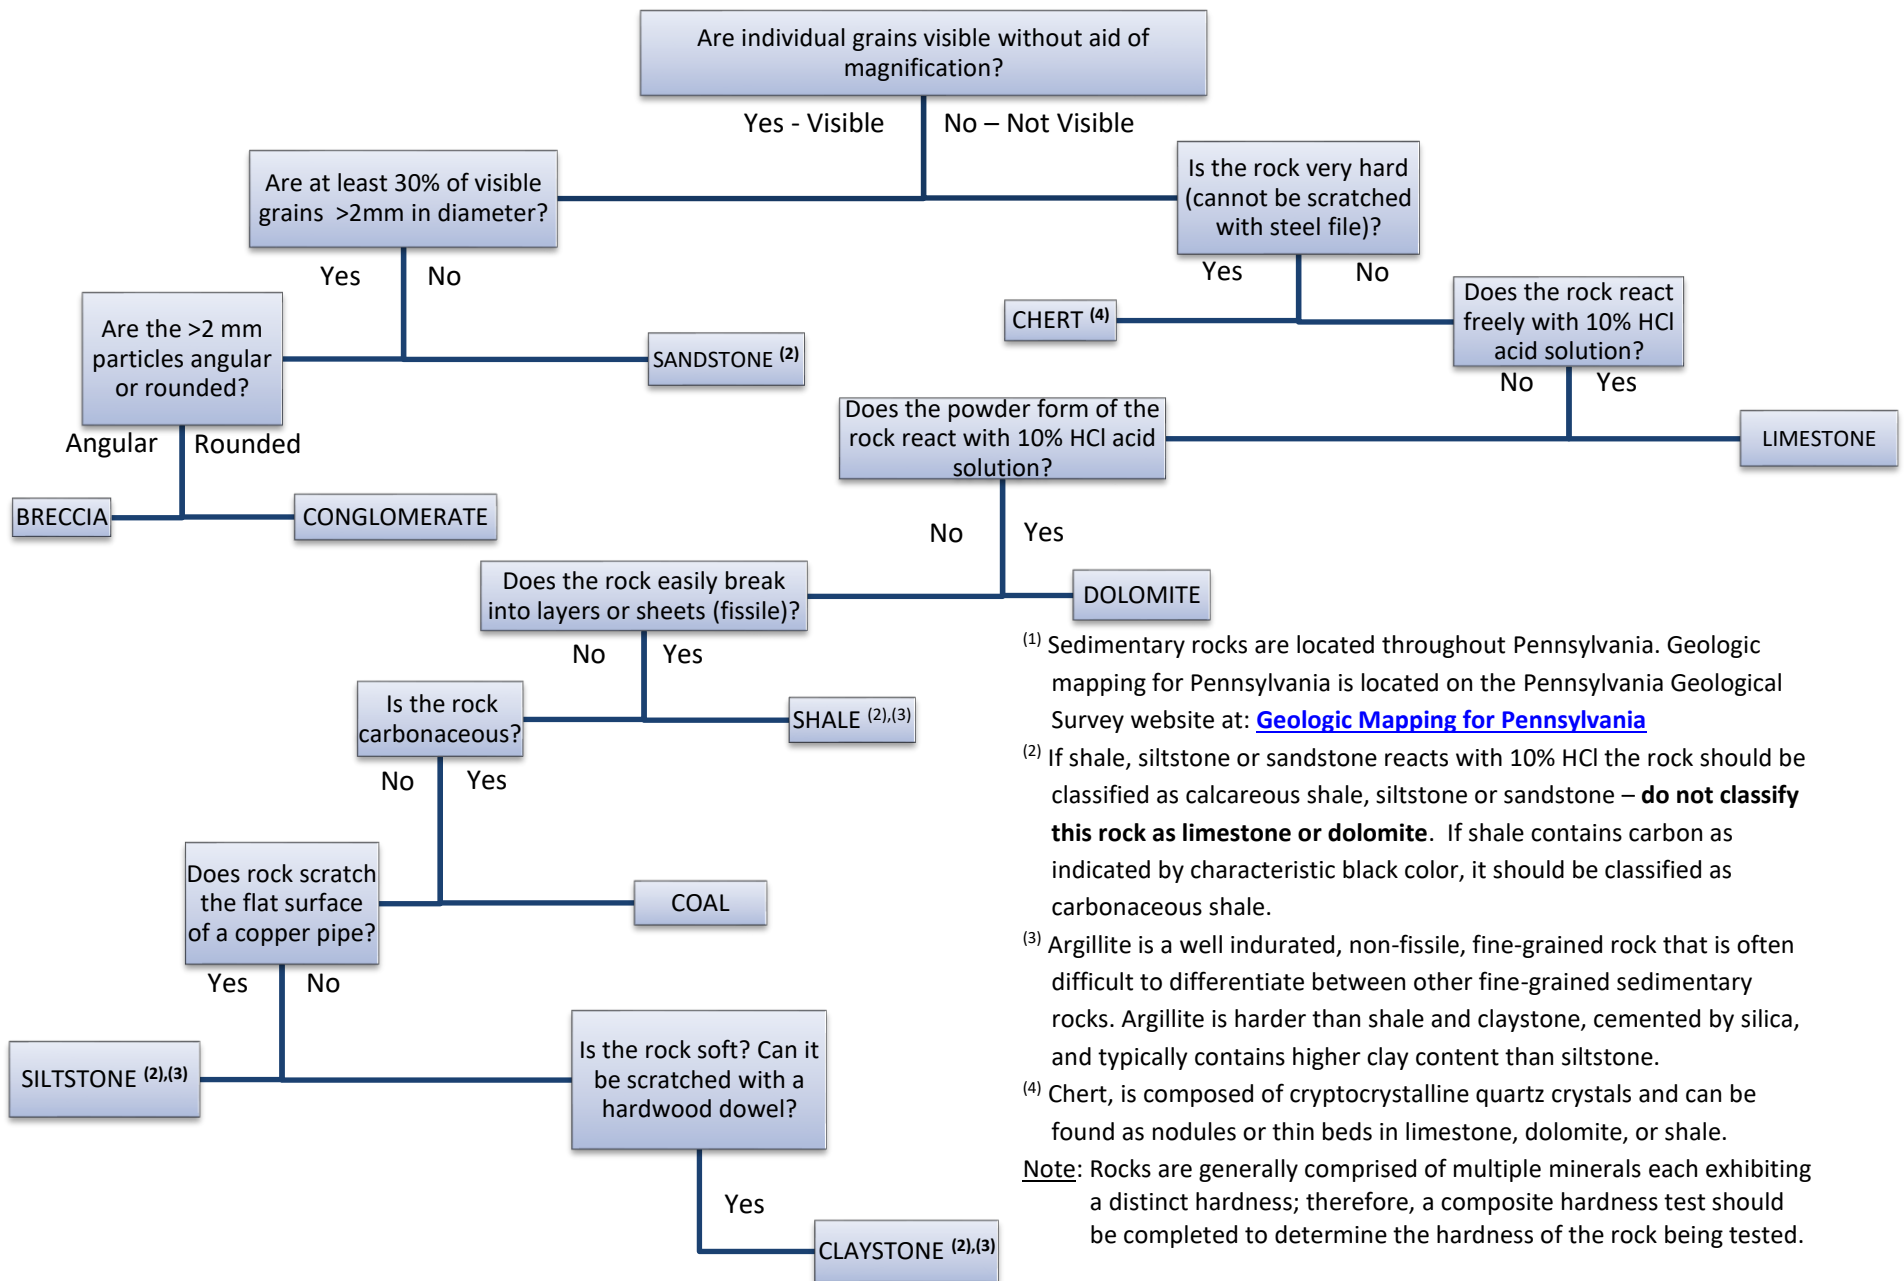 Are individual grains visible without aid of
magnification?
Yes - Visible
No – Not Visible
Are at least 30% of visible
grains >2mm in diameter?
Is the rock very hard
(cannot be scratched
with steel file)?
Yes
No
Yes
No
Are the >2 mm
particles angular
or rounded?
SANDSTONE (2)
CHERT (4)
Does the rock react
freely with 10% HCl
acid solution?
No
Yes
Angular
Rounded
Does the powder form of the
rock react with 10% HCl acid
solution?
LIMESTONE
BRECCIA
CONGLOMERATE
No
Yes
Does the rock easily break
into layers or sheets (fissile)?
DOLOMITE
No
Yes
Is the rock
carbonaceous?
SHALE (2),(3)
No
Yes
Does rock scratch
the flat surface
of a copper pipe?
COAL
Yes
No
SILTSTONE (2),(3)
Is the rock soft? Can it
be scratched with a
hardwood dowel?
Yes
CLAYSTONE (2),(3)
(1) Sedimentary rocks are located throughout Pennsylvania. Geologic
mapping for Pennsylvania is located on the Pennsylvania Geological
Survey website at: Geologic Mapping for Pennsylvania
(2) If shale, siltstone or sandstone reacts with 10% HCl the rock should be
classified as calcareous shale, siltstone or sandstone – do not classify
this rock as limestone or dolomite. If shale contains carbon as
indicated by characteristic black color, it should be classified as
carbonaceous shale.
(3) Argillite is a well indurated, non-fissile, fine-grained rock that is often
difficult to differentiate between other fine-grained sedimentary
rocks. Argillite is harder than shale and claystone, cemented by silica,
and typically contains higher clay content than siltstone.
(4) Chert, is composed of cryptocrystalline quartz crystals and can be
found as nodules or thin beds in limestone, dolomite, or shale.
Note: Rocks are generally comprised of multiple minerals each exhibiting
a distinct hardness; therefore, a composite hardness test should
be completed to determine the hardness of the rock being tested.